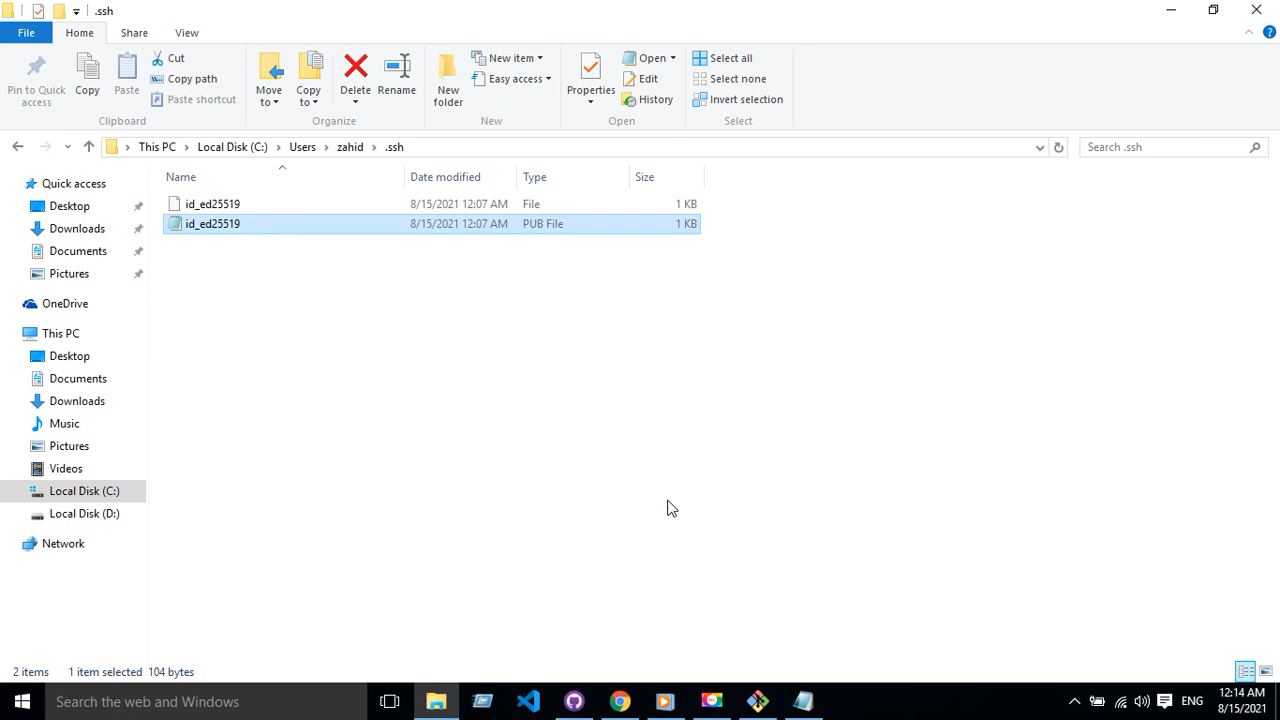 .ssh
File Home Share View
Pin to Quick access
Copy
Paste
Cut
Copy path
Paste shortcut
Move to
Copy to
Delete
Rename
New folder
New item
Easy access
Properties
Open
Edit
History
Select all
Select none
Invert selection
Clipboard Organize New Open Select
This PC Local Disk (C:) Users zahid .ssh
Search .ssh
Name Date modified Type Size
id_ed25519 8/15/2021 12:07 AM File 1 KB
id_ed25519 8/15/2021 12:07 AM PUB File 1 KB
Quick access
Desktop
Downloads
Documents
Pictures
OneDrive
This PC
Desktop
Documents
Downloads
Music
Pictures
Videos
Local Disk (C:)
Local Disk (D:)
Network
2 items 1 item selected 104 bytes
Search the web and Windows
ENG
12:14 AM
8/15/2021